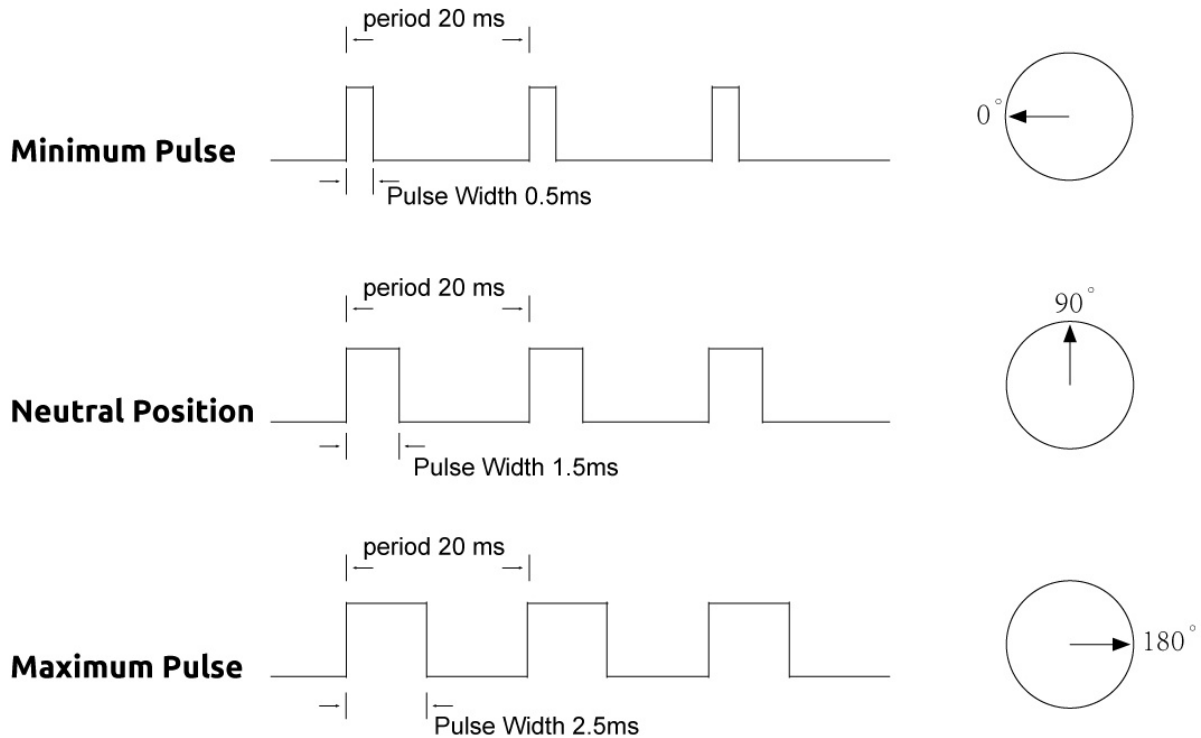 period 20 ms
0°
Minimum Pulse
Pulse Width 0.5ms
period 20 ms
90°
Neutral Position
Pulse Width 1.5ms
period 20 ms
180°
Maximum Pulse
Pulse Width 2.5ms